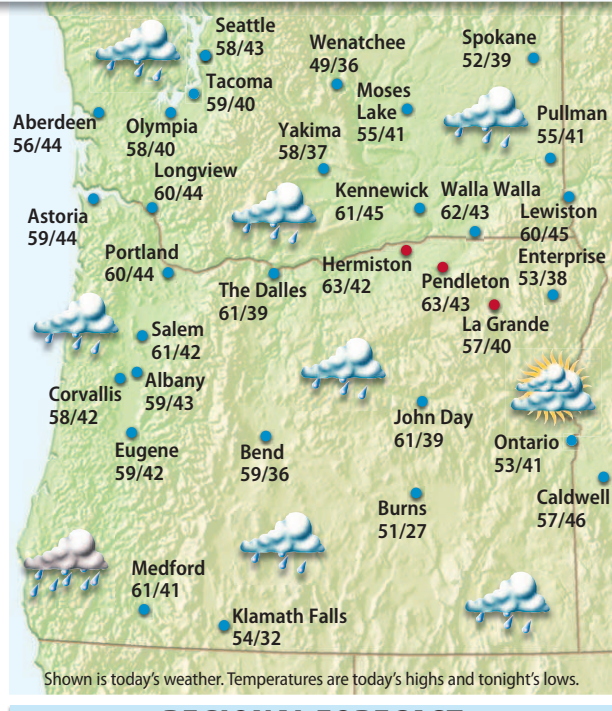 Seattle
58/43
Wenatchee
49/36
Spokane
52/39
Tacoma
59/40
Moses
Lake
55/41
Pullman
55/41
Aberdeen
56/44
Olympia
58/40
Yakima
58/37
Longview
60/44
Kennewick
61/45
Walla Walla
62/43
Lewiston
60/45
Astoria
59/44
Portland
60/44
The Dalles
61/39
Hermiston
63/42
Pendleton
63/43
Enterprise
53/38
La Grande
57/40
Salem
61/42
Corvallis
58/42
Albany
59/43
John Day
61/39
Ontario
53/41
Eugene
59/42
Bend
59/36
Caldwell
57/46
Burns
51/27
Medford
61/41
Klamath Falls
54/32
Shown is today's weather. Temperatures are today's highs and tonight's lows.
REGIONAL FORECAST